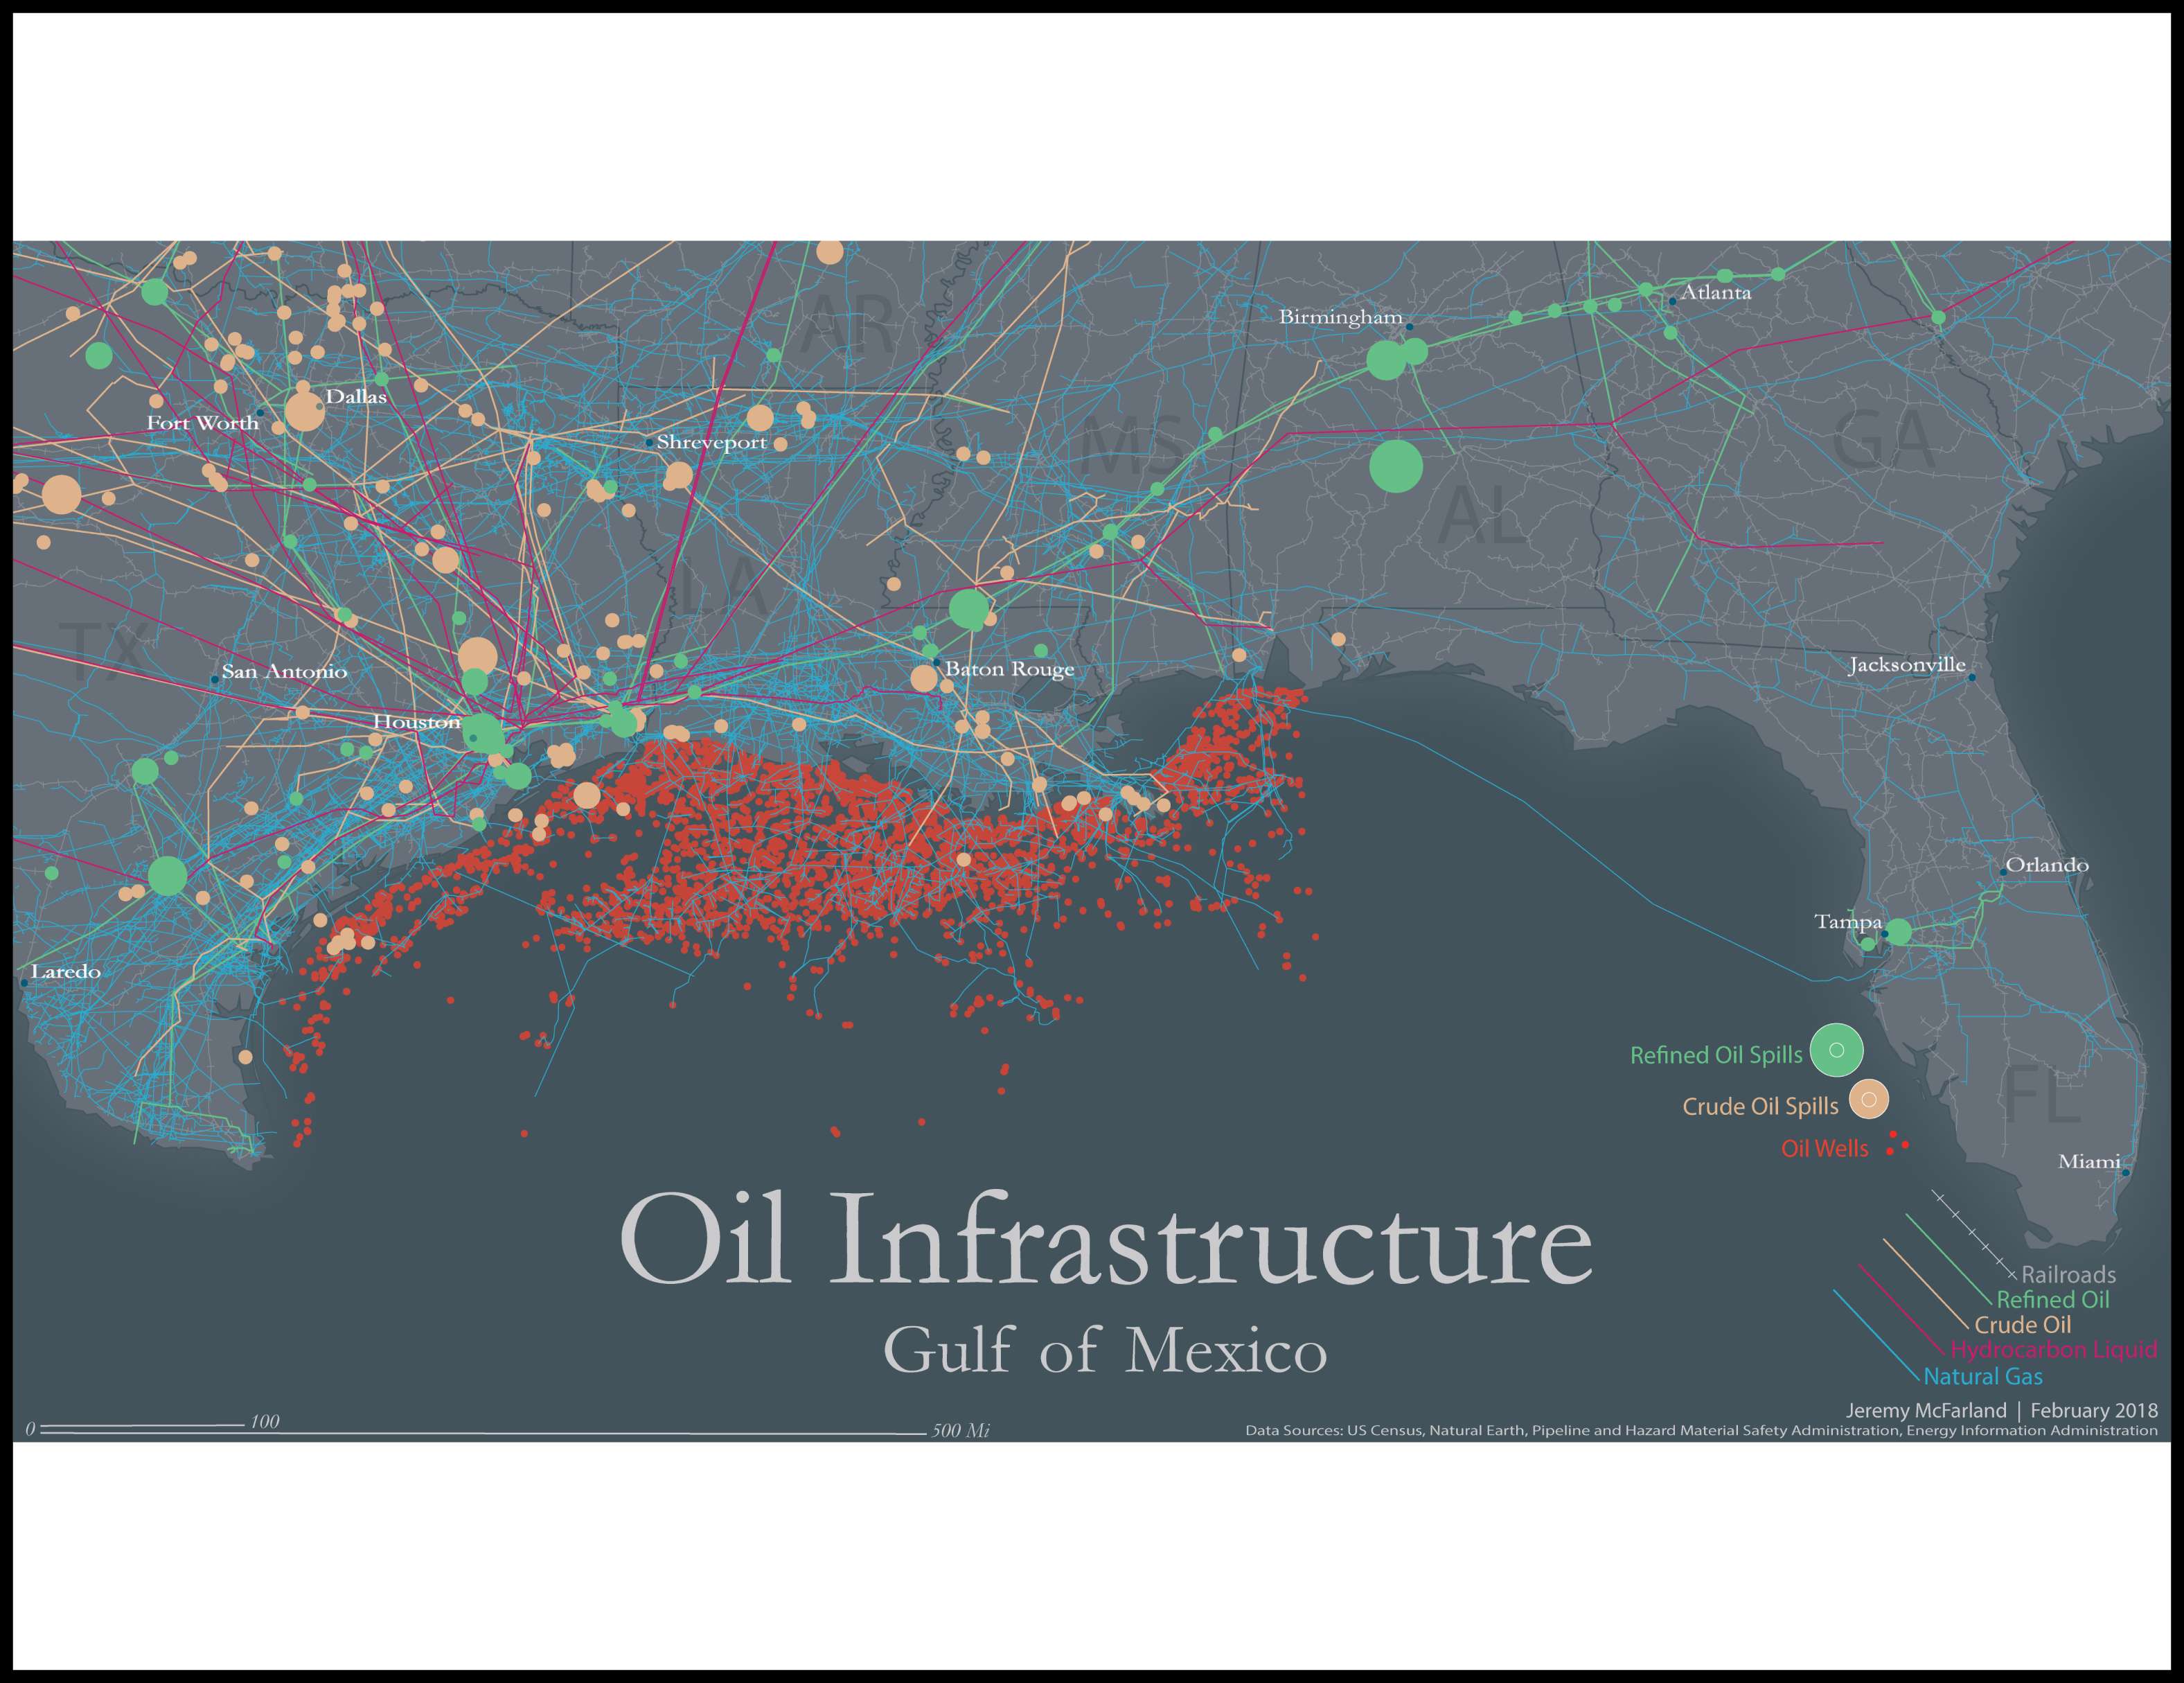 AR
Atlanta
Birmingham
Dallas
Fort Worth
Shreveport
MS
GA
AL
LA
TX
San Antonio
Baton Rouge
Jacksonville
Houston
Orlando
Tampa
Laredo
Refined Oil Spills
Crude Oil Spills
FL
Oil Wells
Miami
Oil Infrastructure
Gulf of Mexico
Railroads
Refined Oil
Crude Oil
Hydrocarbon Liquid
Natural Gas
Jeremy McFarland | February 2018
0 100
500 Mi
Data Sources: US Census, Natural Earth, Pipeline and Hazard Material Safety Administration, Energy Information Administration